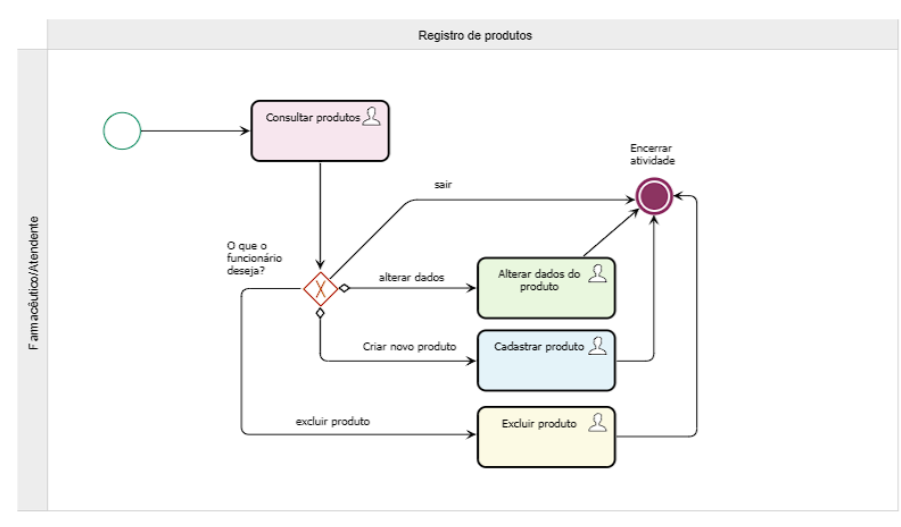 Registro de produtos
Farmacêutico/Atendente
Consultar produtos
Encerrar
atividade
sair
O que o
funcionário
deseja?
X
alterar dados
Alterar dados do
produto
Criar novo produto
Cadastrar produto
excluir produto
Excluir produto